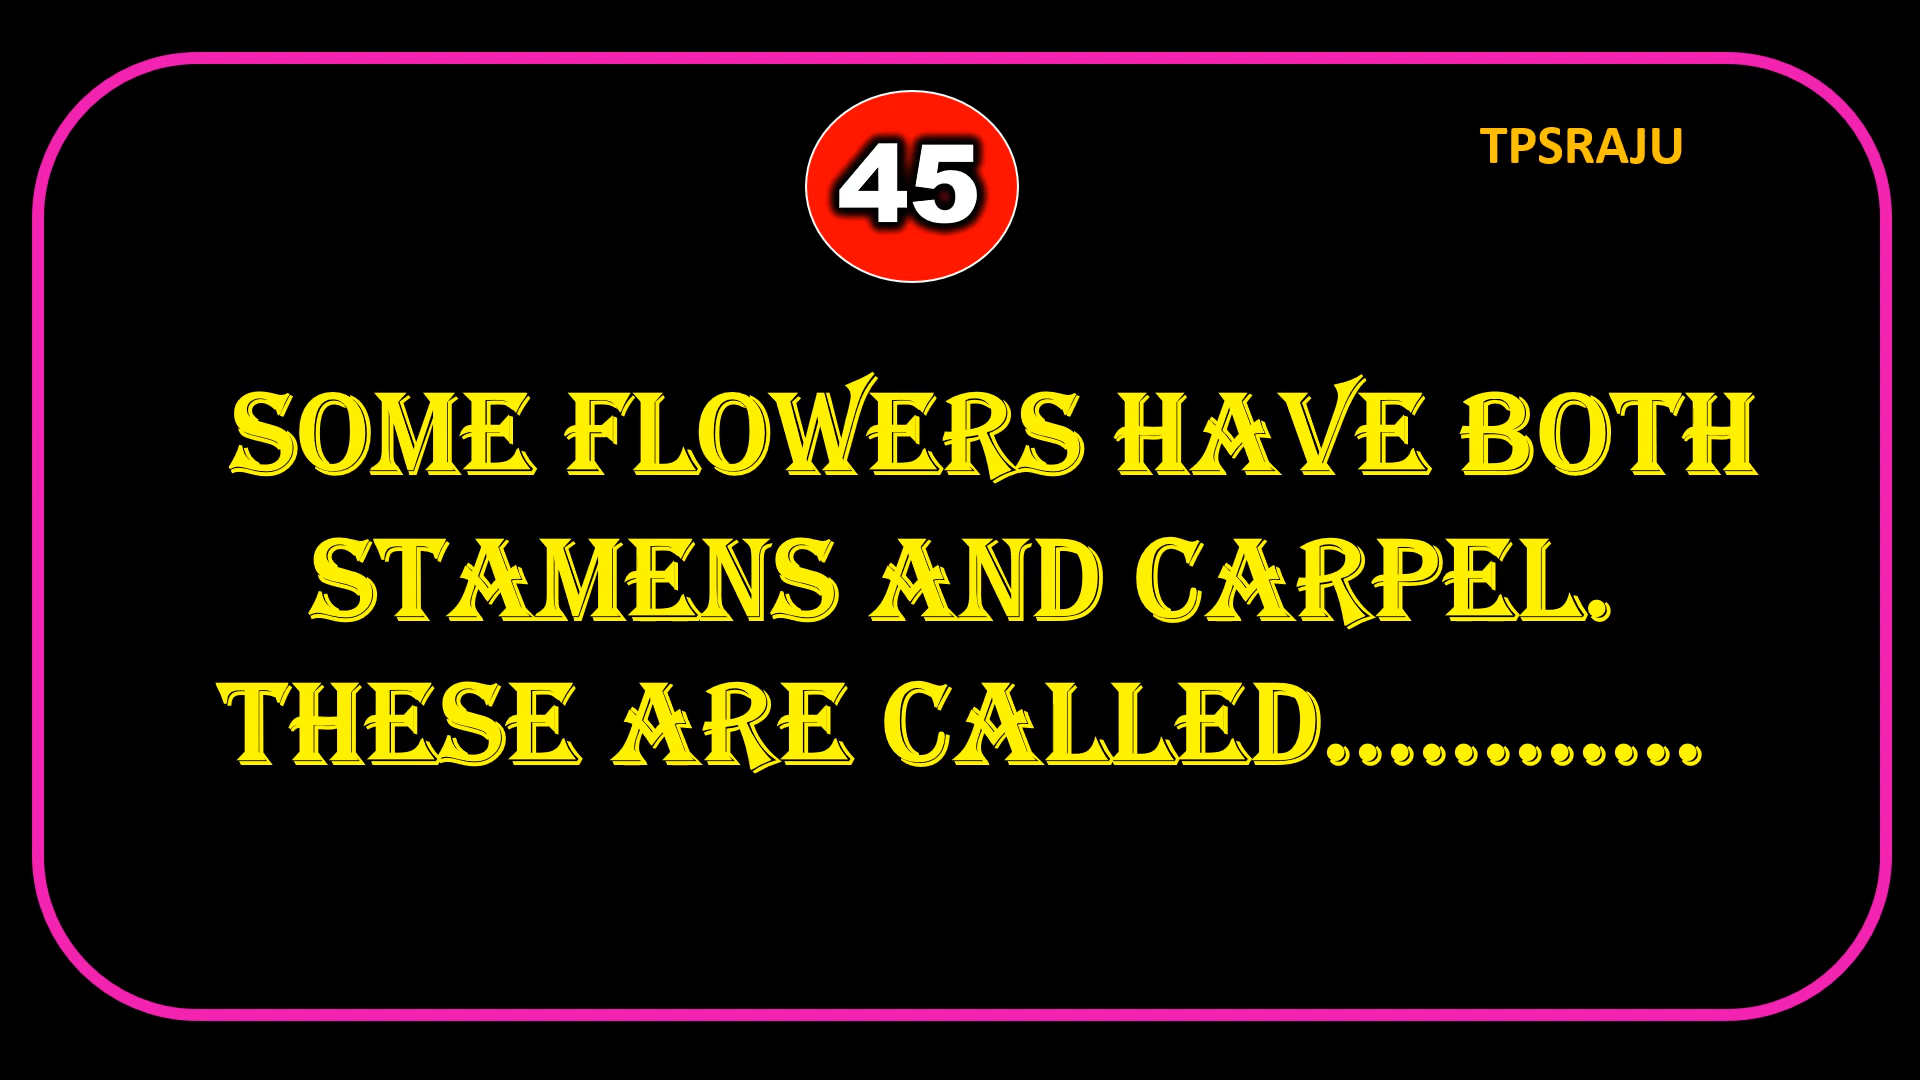 45
TPSRAJU
SOME FLOWERS HAVE BOTH
STAMENS AND CARPEL.
THESE ARE CALLED............